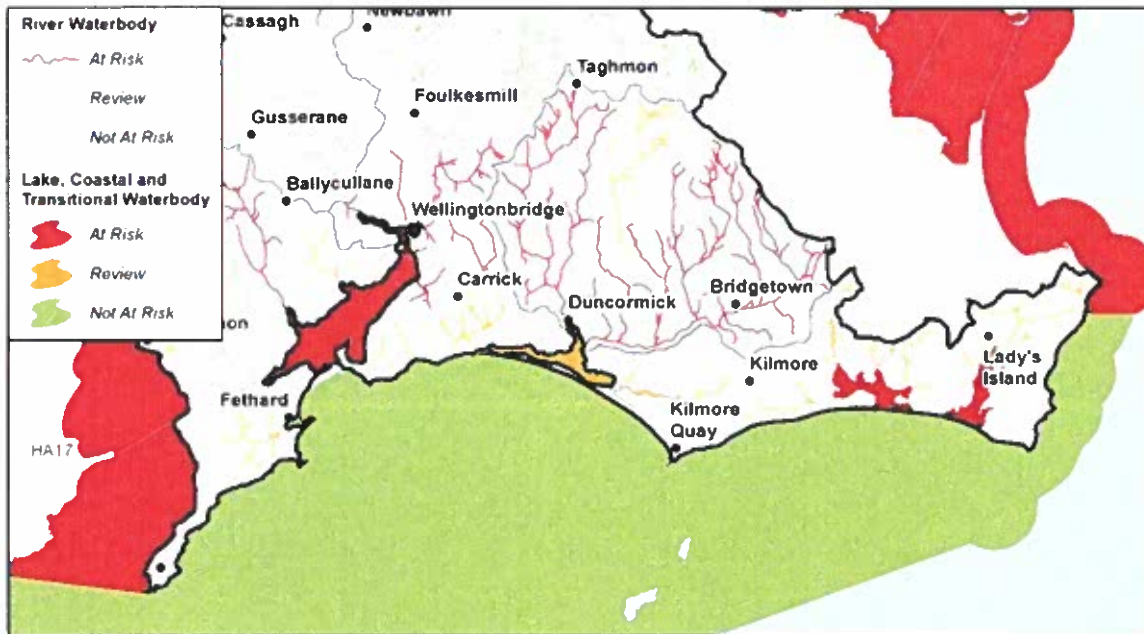 River Waterbody
At Risk
Review
Not At Risk
Lake, Coastal and
Transitional Waterbody
At Risk
Review
Not At Risk
Cassagh
Newbawn
Taghmon
Foulkesmill
Gusserane
Ballycullane
Wellingtonbridge
Carrick
Duncormick
Bridgetown
Kilmore
Lady's
Island
Fethard
Kilmore
Quay
HA17